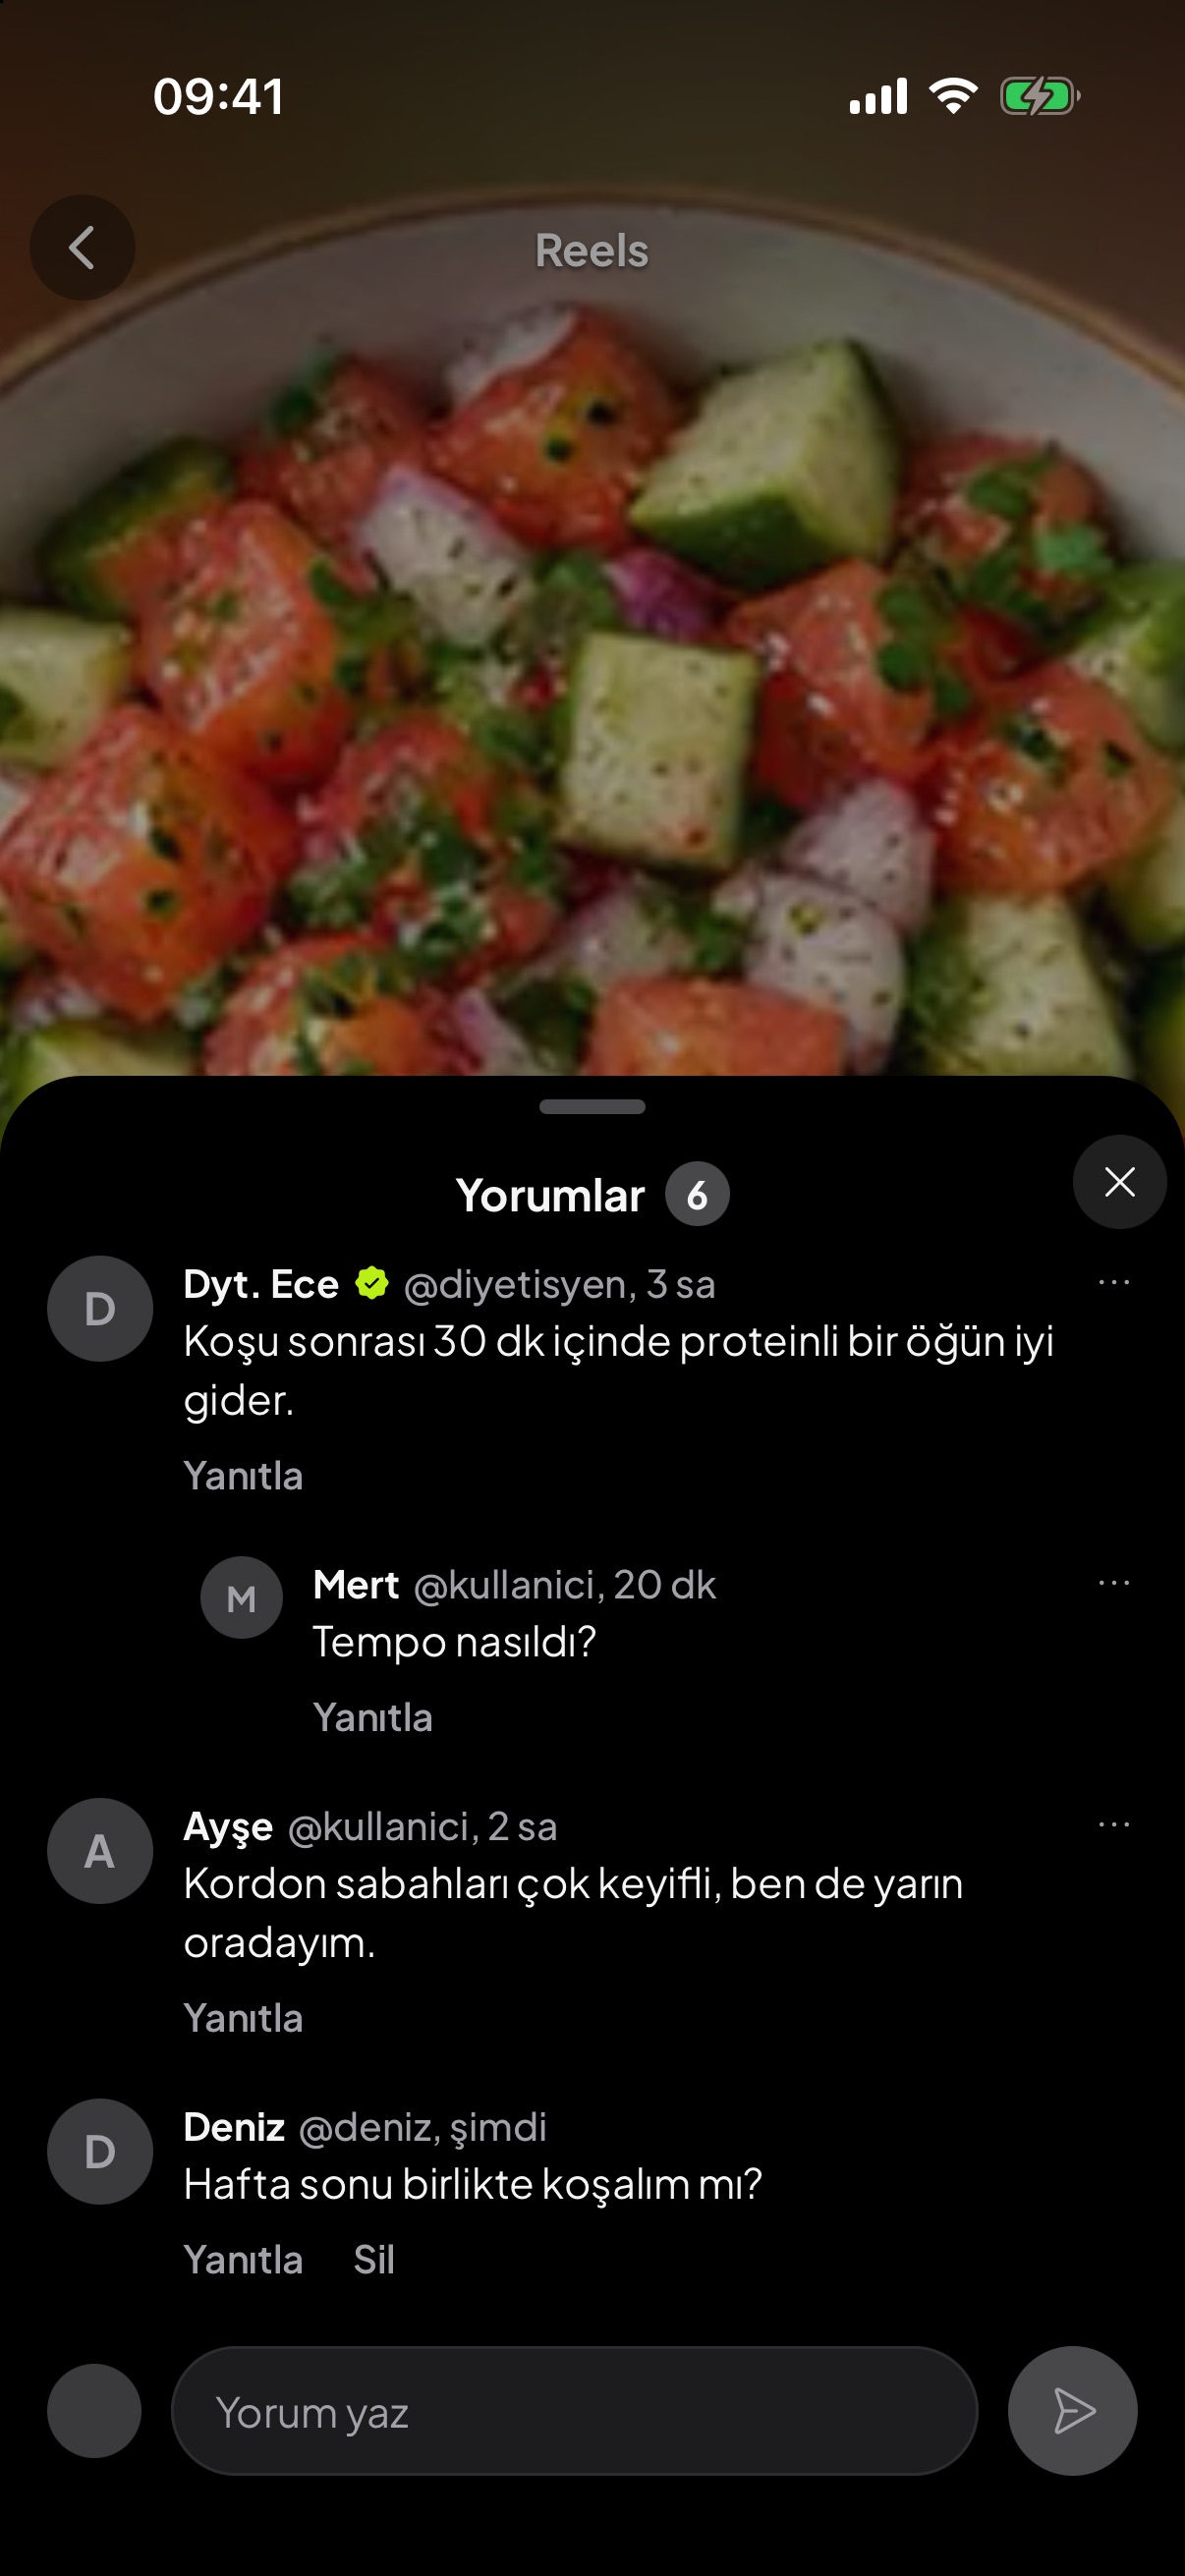 09:41
Reels
Yorumlar 6
D
Dyt. Ece @diyetisyen, 3 sa
Koşu sonrası 30 dk içinde proteinli bir öğün iyi
gider.
Yanıtla
M
Mert @kullanici, 20 dk
Tempo nasıldı?
Yanıtla
A
Ayşe @kullanici, 2 sa
Kordon sabahları çok keyifli, ben de yarın
oradayım.
Yanıtla
D
Deniz @deniz, şimdi
Hafta sonu birlikte koşalım mı?
Yanıtla Sil
Yorum yaz